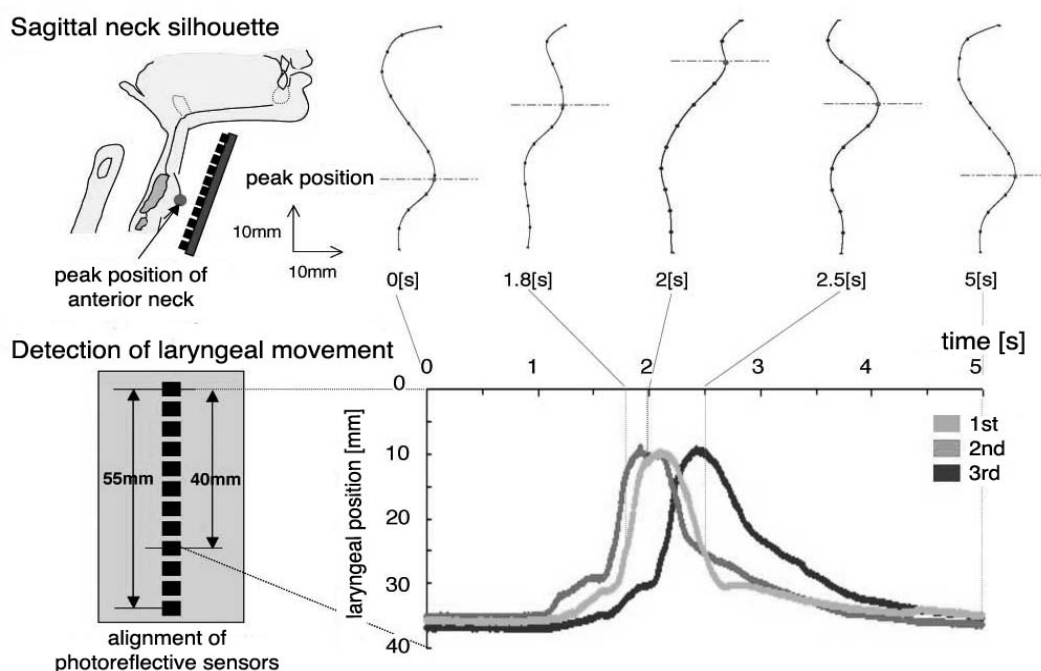 Sagittal neck silhouette
peak position
10mm
10mm
peak position of
anterior neck
0[s]
1.8[s]
2[s]
2.5[s]
5[s]
Detection of laryngeal movement
time [s]
0
1
2
3
4
5
0
10
20
30
40
laryngeal position [mm]
1st
2nd
3rd
55mm
40mm
alignment of
photoreflective sensors